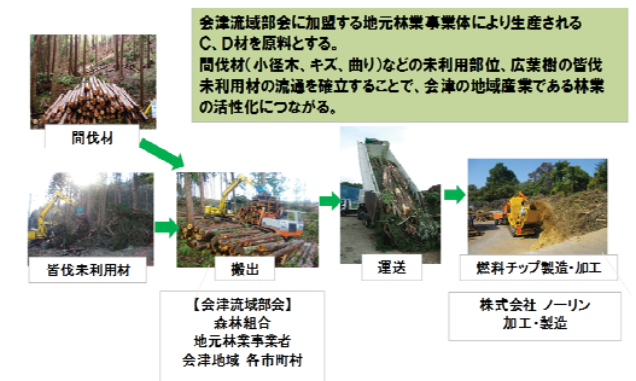 会津流域部会に加盟する地元林業事業体により生産される
C、D材を原料とする。
間伐材(小径木、キズ、曲り)などの未利用部位、広葉樹の皆伐
未利用材の流通を確立することで、会津の地域産業である林業
の活性化につながる。
間伐材
皆伐未利用材
搬出
運送
燃料チップ製造・加工
【会津流域部会】
森林組合
地元林業事業者
会津地域 各市町村
株式会社 ノーリン
加工・製造